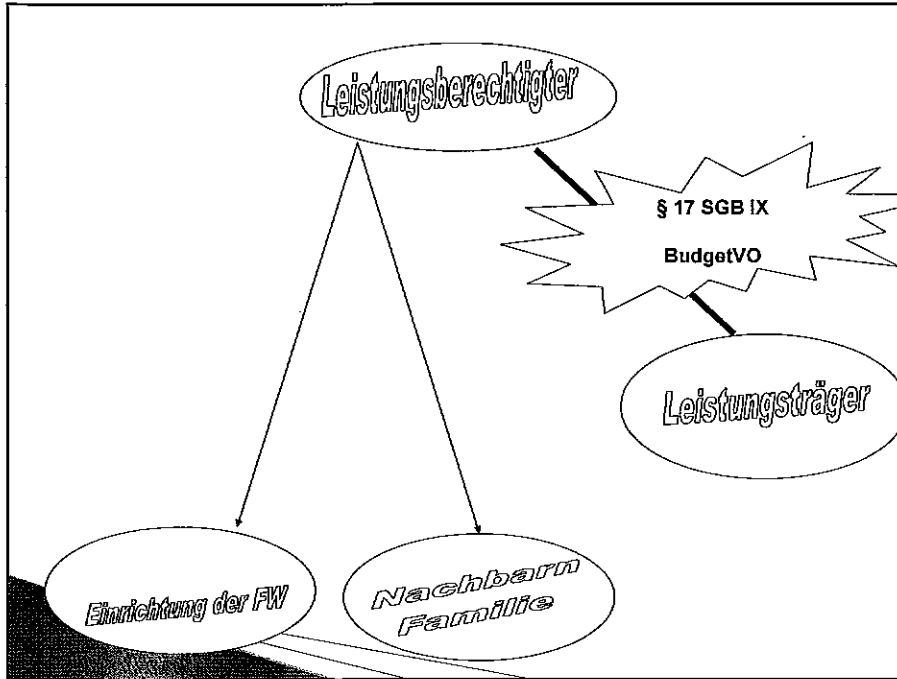 Leistungsberechtigter
§ 17 SGB IX
BudgetVO
Leistungsträger
Einrichtung der FW
Nachbarn
Familie